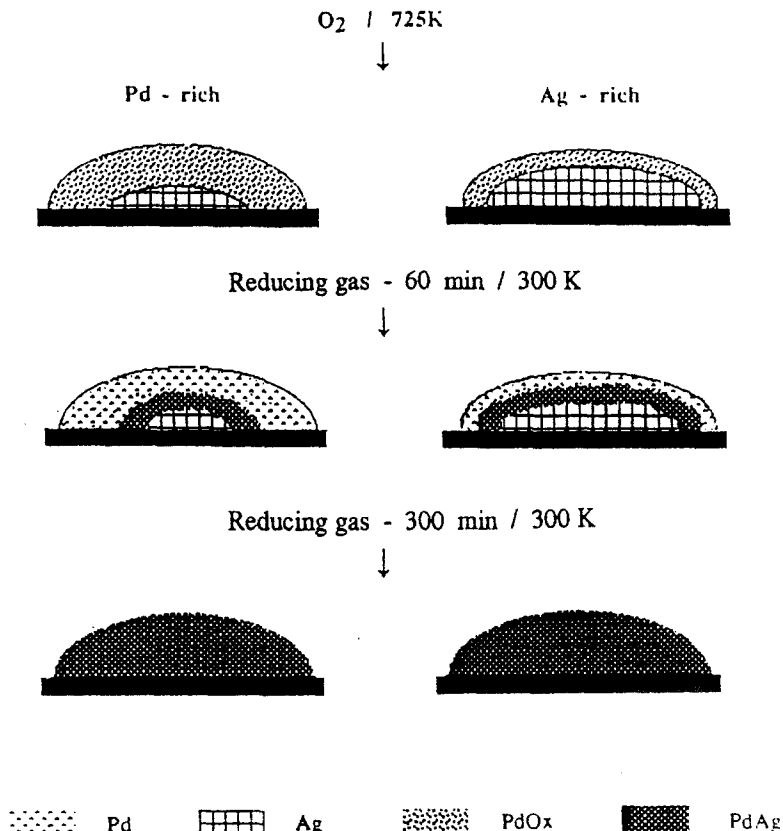 O2 / 725K
↓
Pd - rich Ag - rich
Reducing gas - 60 min / 300 K
↓
Reducing gas - 300 min / 300 K
↓
Pd Ag PdOx PdAg